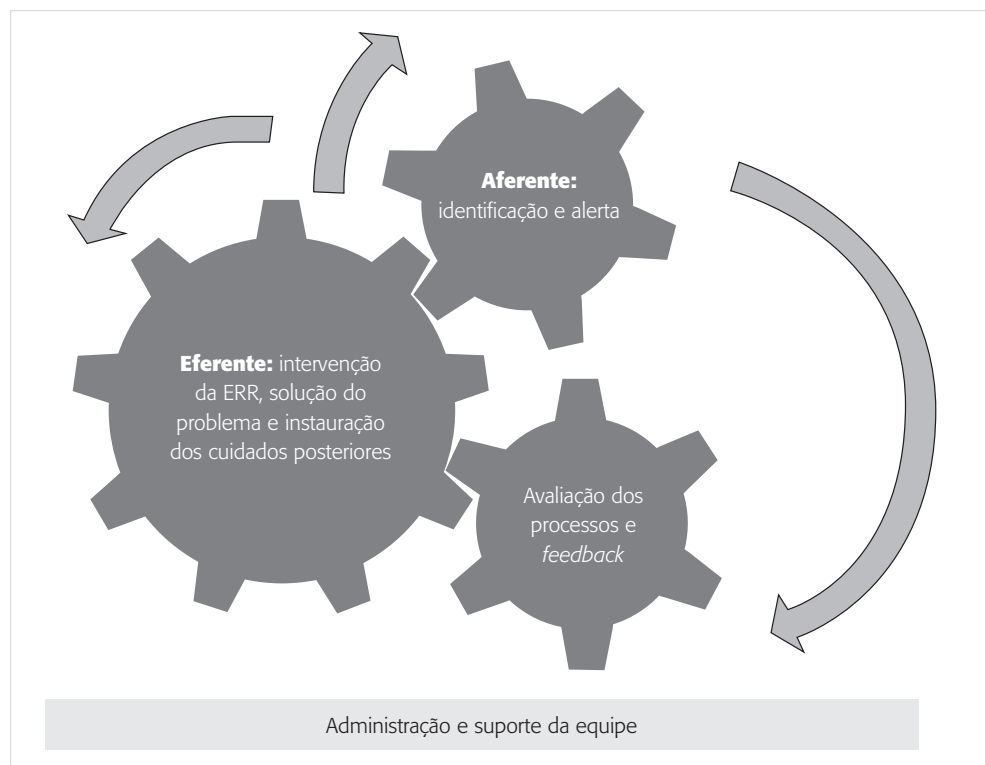 Aferente:
identificação e alerta
Eferente: intervenção
da ERR, solução do
problema e instauração
dos cuidados posteriores
Avaliação dos
processos e
feedback
Administração e suporte da equipe